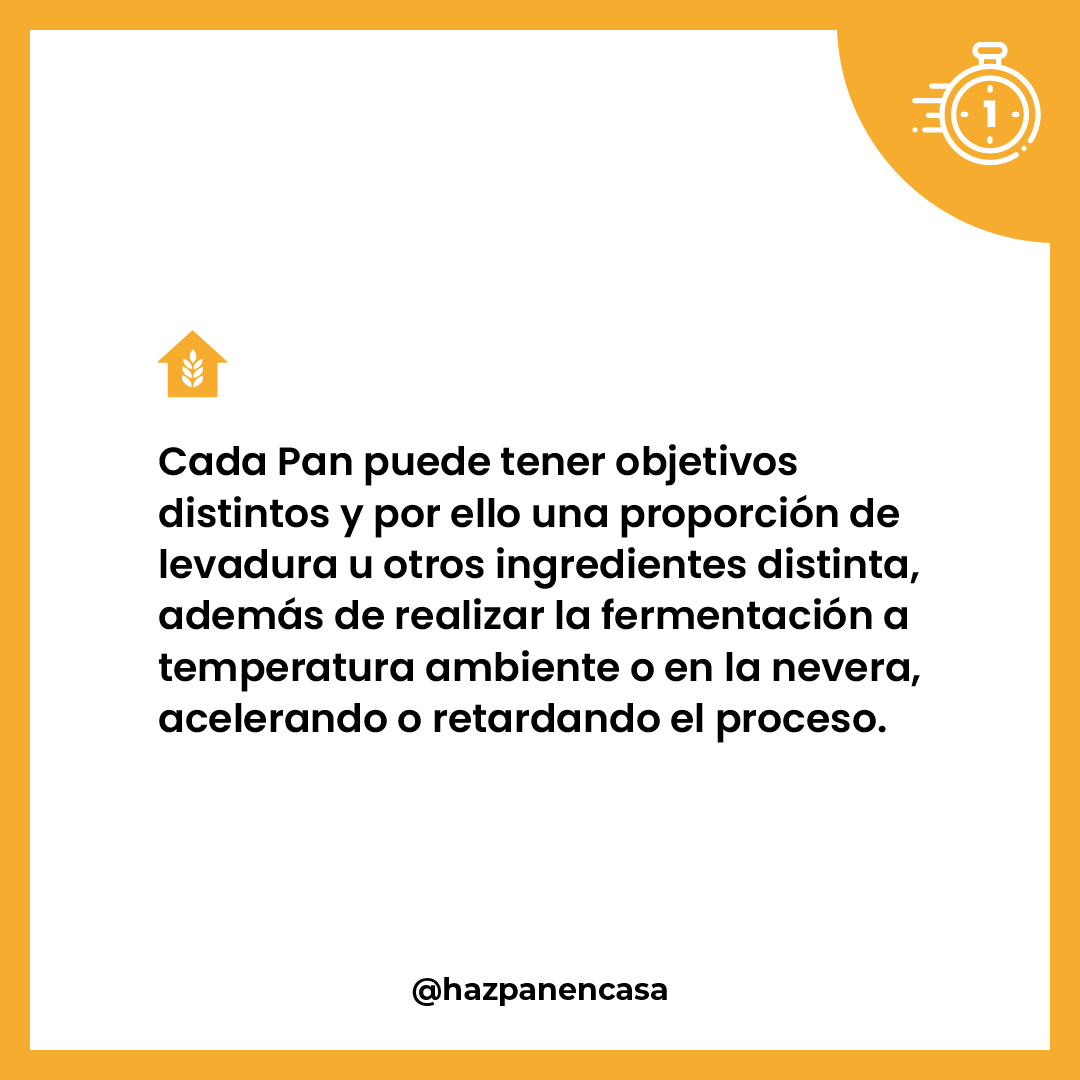 1
Cada Pan puede tener objetivos
distintos y por ello una proporción de
levadura u otros ingredientes distinta,
además de realizar la fermentación a
temperatura ambiente o en la nevera,
acelerando o retardando el proceso.
@hazpanencasa